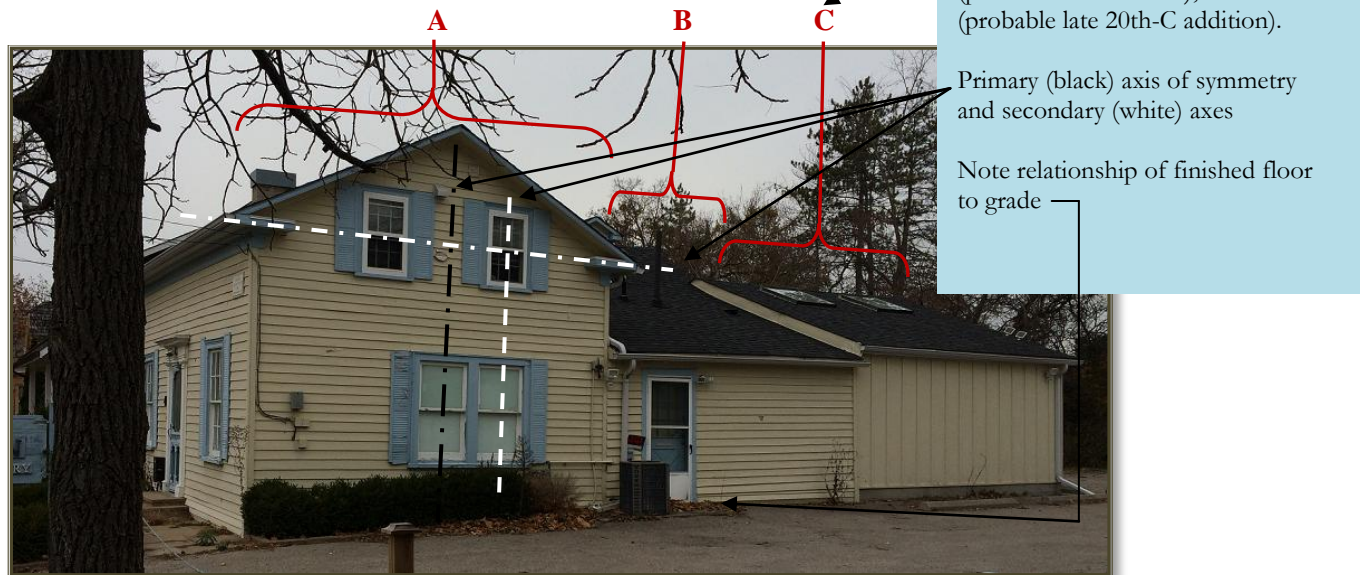 A B C
(probable late 20th-C addition).
Primary (black) axis of symmetry
and secondary (white) axes
Note relationship of finished floor
to grade
RY